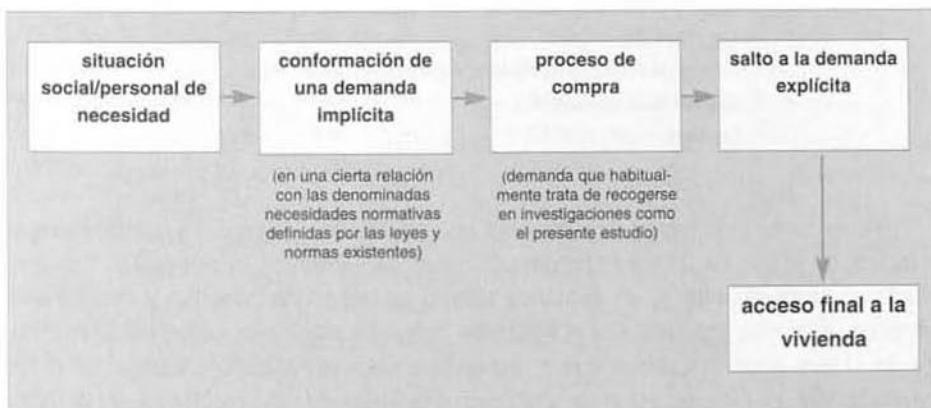 situación
social/personal de
necesidad
conformación de
una demanda
implícita
(en una cierta relación
con las denominadas
necesidades normativas
definidas por las leyes y
normas existentes)
proceso de
compra
(demanda que habitual-
mente trata de recogerse
en investigaciones como
el presente estudio)
salto a la demanda
explícita
acceso final a la
vivienda